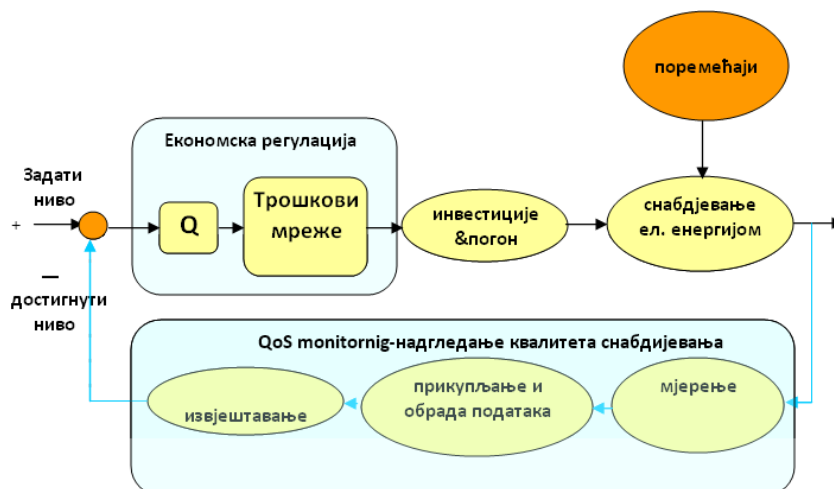 поремећаји
Економска регулација
Задати
ниво
+
Q
Трошкови
мреже
инвестиције
&погон
снабдјевање
ел. енергијом
–
достигнути
ниво
QoS monitornig-надгледање квалитета снабдијевања
извјештавање
прикупљање и
обрада података
мјерење